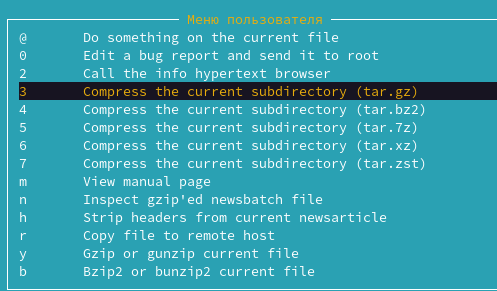 Меню пользователя
@ Do something on the current file
0 Edit a bug report and send it to root
2 Call the info hypertext browser
3 Compress the current subdirectory (tar.gz)
4 Compress the current subdirectory (tar.bz2)
5 Compress the current subdirectory (tar.7z)
6 Compress the current subdirectory (tar.xz)
7 Compress the current subdirectory (tar.zst)
m View manual page
n Inspect gzip'ed newsbatch file
h Strip headers from current newsarticle
r Copy file to remote host
y Gzip or gunzip current file
b Bzip2 or bunzip2 current file